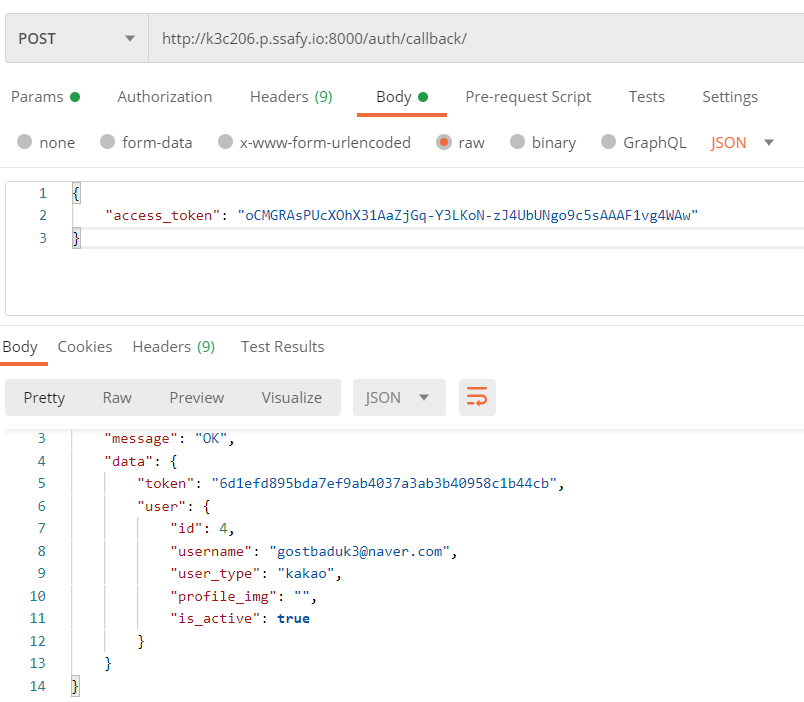 POST http://k3c206.p.ssafy.io:8000/auth/callback/
Params Authorization Headers (9) Body Pre-request Script Tests Settings
none form-data x-www-form-urlencoded raw binary GraphQL JSON
1 {
2 "access_token": "oCMGRAsPUcXOhX31AaZjGq-Y3LKoN-zJ4UbUNgo9c5sAAAF1vg4WAw"
3 }
Body Cookies Headers (9) Test Results
Pretty Raw Preview Visualize JSON
3 "message": "OK",
4 "data": {
5 "token": "6d1efd895bda7ef9ab4037a3ab3b40958c1b44cb",
6 "user": {
7 "id": 4,
8 "username": "gostbaduk3@naver.com",
9 "user_type": "kakao",
10 "profile_img": "",
11 "is_active": true
12 }
13 }
14 }